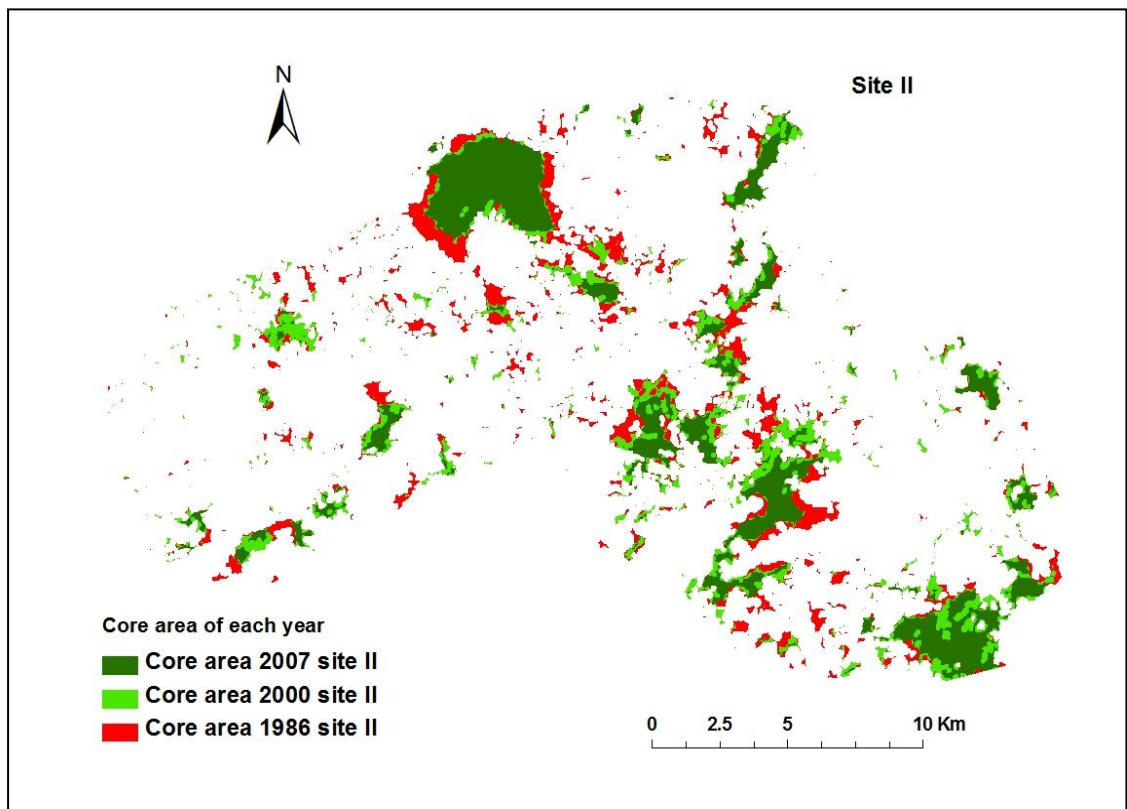 N
Site II
Core area of each year
Core area 2007 site II
Core area 2000 site II
Core area 1986 site II
0 2.5 5 10 Km